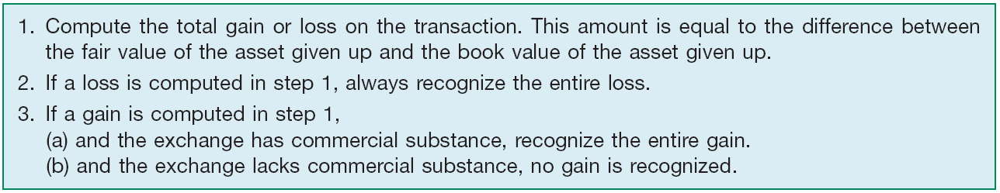 1. Compute the total gain or loss on the transaction. This amount is equal to the difference between
the fair value of the asset given up and the book value of the asset given up.
2. If a loss is computed in step 1, always recognize the entire loss.
3. If a gain is computed in step 1,
(a) and the exchange has commercial substance, recognize the entire gain.
(b) and the exchange lacks commercial substance, no gain is recognized.